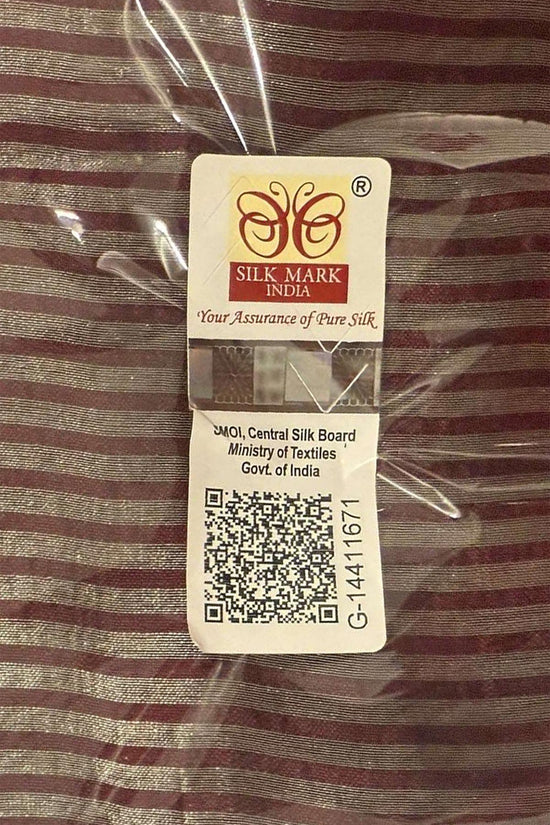 ®
SILK MARK
INDIA
Your Assurance of Pure Silk
SMOI, Central Silk Board
Ministry of Textiles
Govt. of India
G-14411671